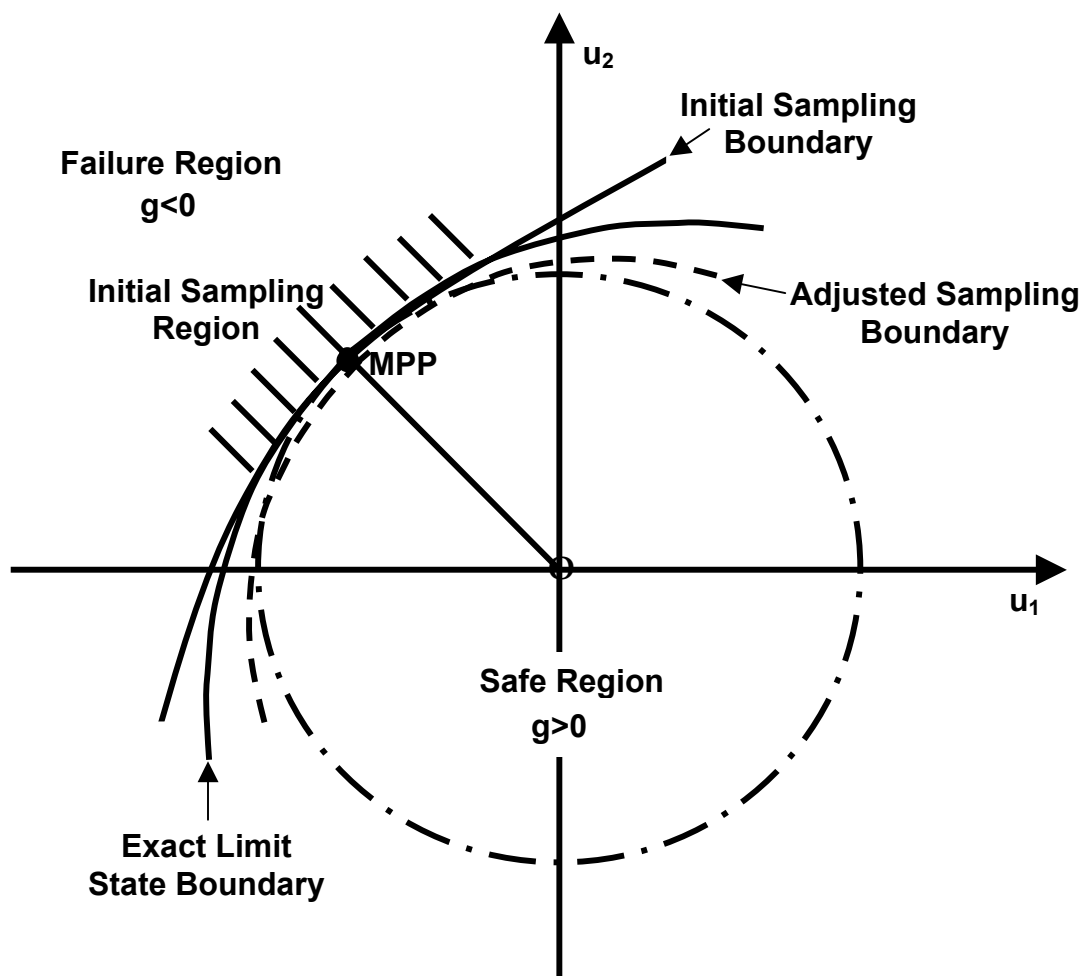 u₂
Initial Sampling
Boundary
Failure Region
g<0
Initial Sampling
Region
Adjusted Sampling
Boundary
MPP
u₁
Safe Region
g>0
Exact Limit
State Boundary